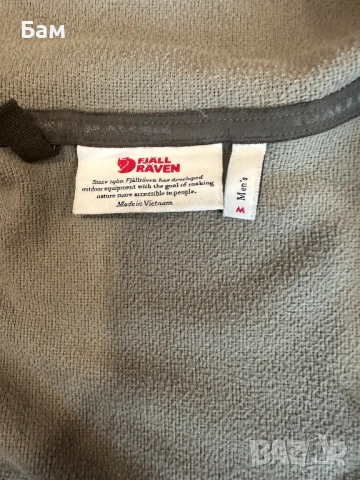 Бам
FJÄLL
RÄVEN
Since 1960 Fjällräven has developed
outdoor equipment with the goal of making
nature more accessible to people.
Made in Vietnam
M Men's
bazar